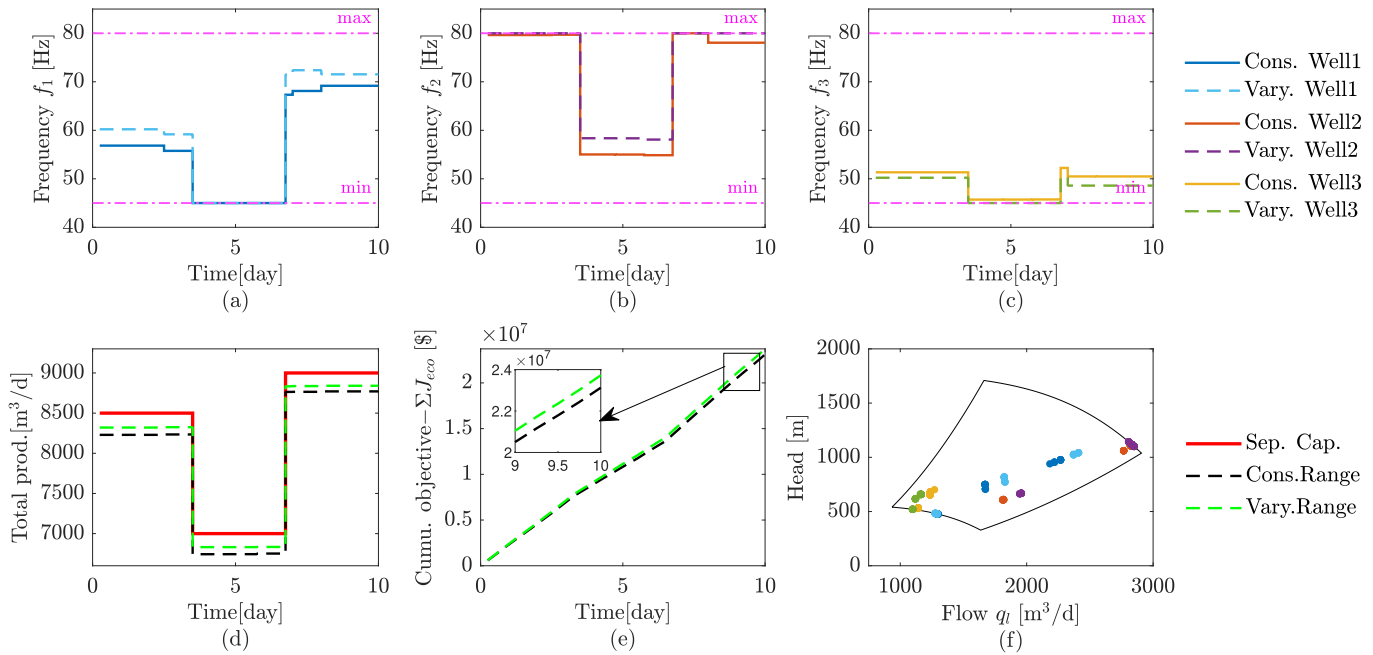 80
70
60
50
40
max
min
Frequency f₁ [Hz]
0
5
10
Time[day]
(a)
80
70
60
50
40
max
min
Frequency f₂ [Hz]
0
5
10
Time[day]
(b)
80
70
60
50
40
max
min
Frequency f₃ [Hz]
0
5
10
Time[day]
(c)
Cons. Well1
Vary. Well1
Cons. Well2
Vary. Well2
Cons. Well3
Vary. Well3
9000
8500
8000
7500
7000
Total prod.[m³/d]
0
5
10
Time[day]
(d)
×10⁷
2
1.5
1
0.5
0
Cumu. objective−ΣJ_eco [$]
×10⁷
2.4
2.2
2
9
9.5
10
0
5
10
Time[day]
(e)
2000
1500
1000
500
0
Head [m]
1000
2000
3000
Flow qₗ [m³/d]
(f)
Sep. Cap.
Cons.Range
Vary.Range